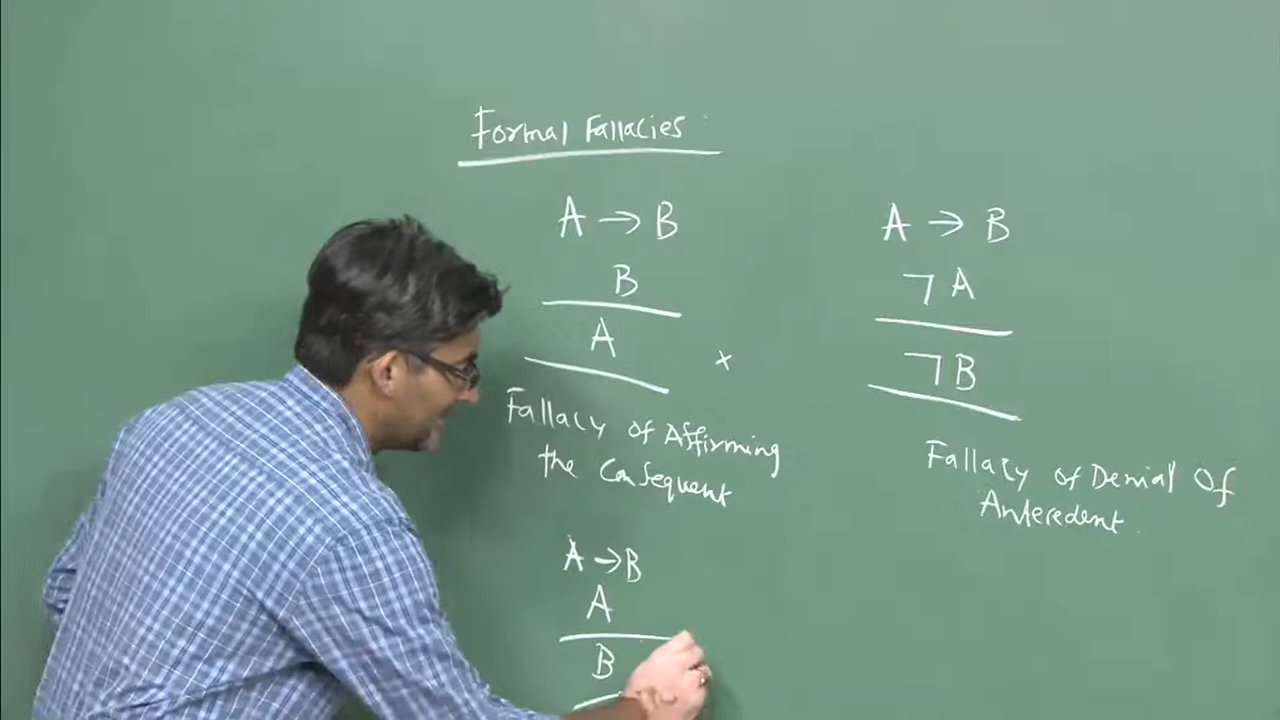 Formal Fallacies
A → B
B
A
×
Fallacy of Affirming
the Consequent
A → B
¬ A
¬ B
Fallacy of Denial Of
Antecedent
A → B
A
B